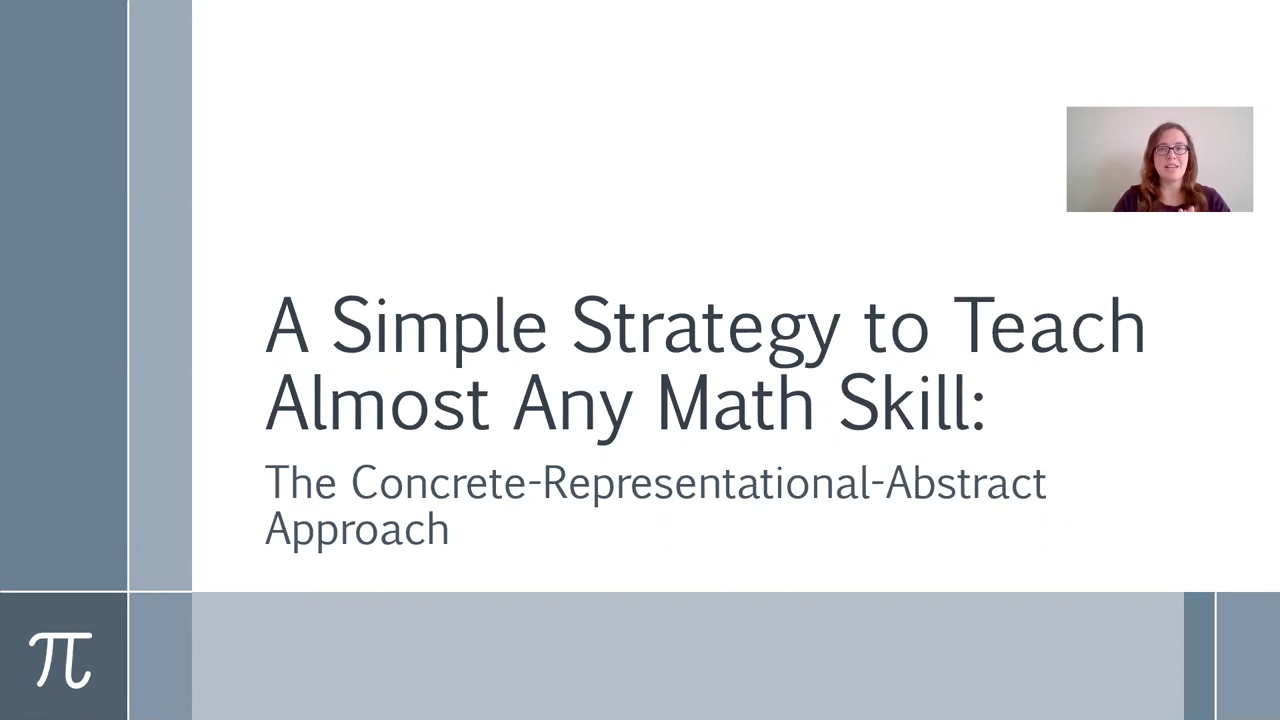 A Simple Strategy to Teach
Almost Any Math Skill:
The Concrete-Representational-Abstract
Approach
π